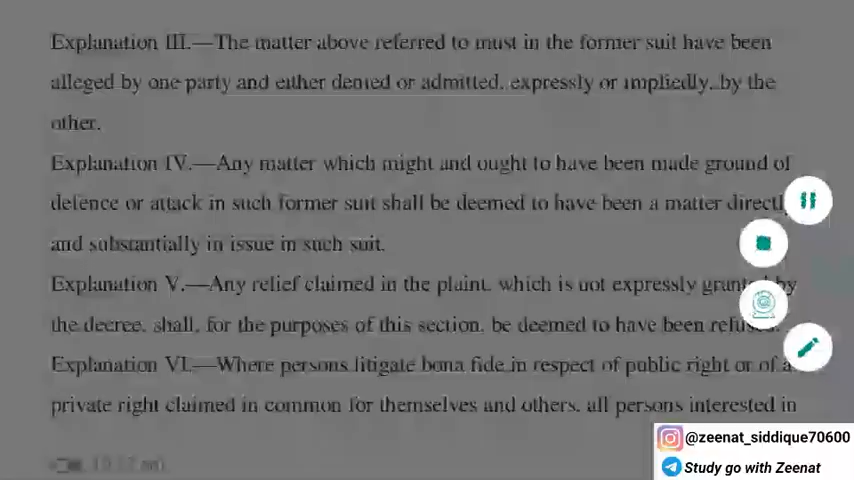 Explanation III.—The matter above referred to must in the former suit have been
alleged by one party and either denied or admitted, expressly or impliedly, by the
other.
Explanation IV.—Any matter which might and ought to have been made ground of
defence or attack in such former suit shall be deemed to have been a matter directly
and substantially in issue in such suit.
Explanation V.—Any relief claimed in the plaint, which is not expressly granted by
the decree, shall, for the purposes of this section, be deemed to have been refused.
Explanation VI.—Where persons litigate bona fide in respect of public right or of a
private right claimed in common for themselves and others, all persons interested in
@zeenat_siddique70600
Study go with Zeenat